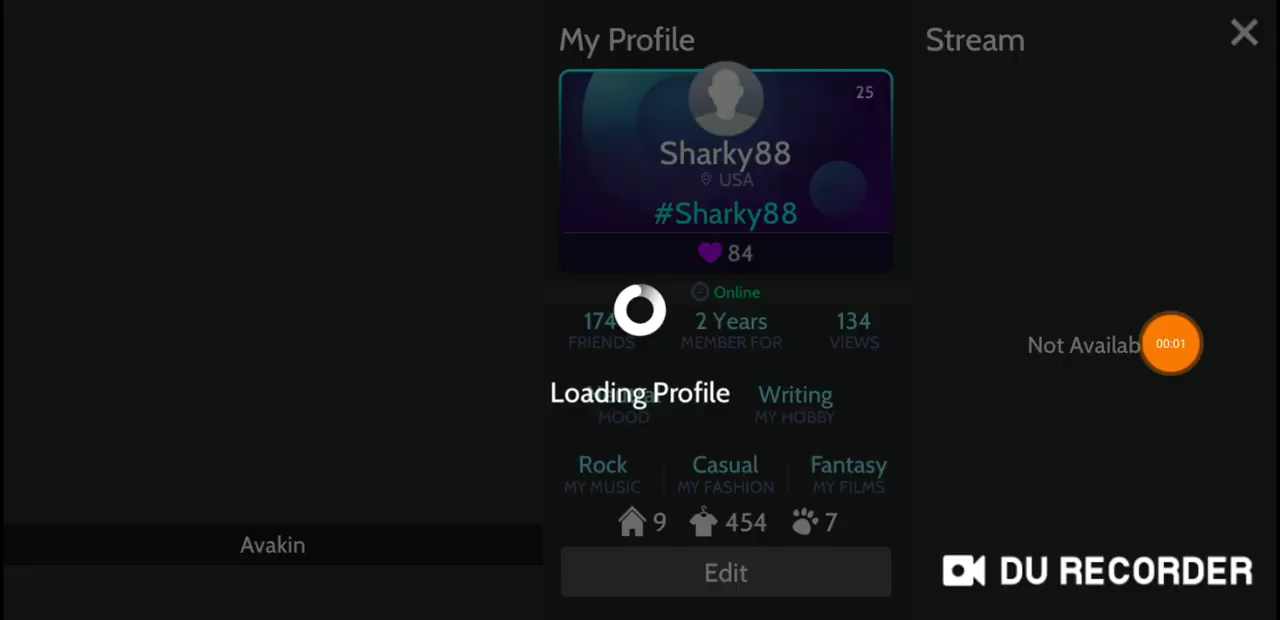 My Profile
Stream
25
Sharky88
USA
#Sharky88
84
Online
174
2 Years
134
FRIENDS
MEMBER FOR
VIEWS
Not Availab
00:01
Loading Profile
Writing
MOOD
MY HOBBY
Rock
Casual
Fantasy
MY MUSIC
MY FASHION
MY FILMS
9
454
7
Avakin
Edit
DU RECORDER